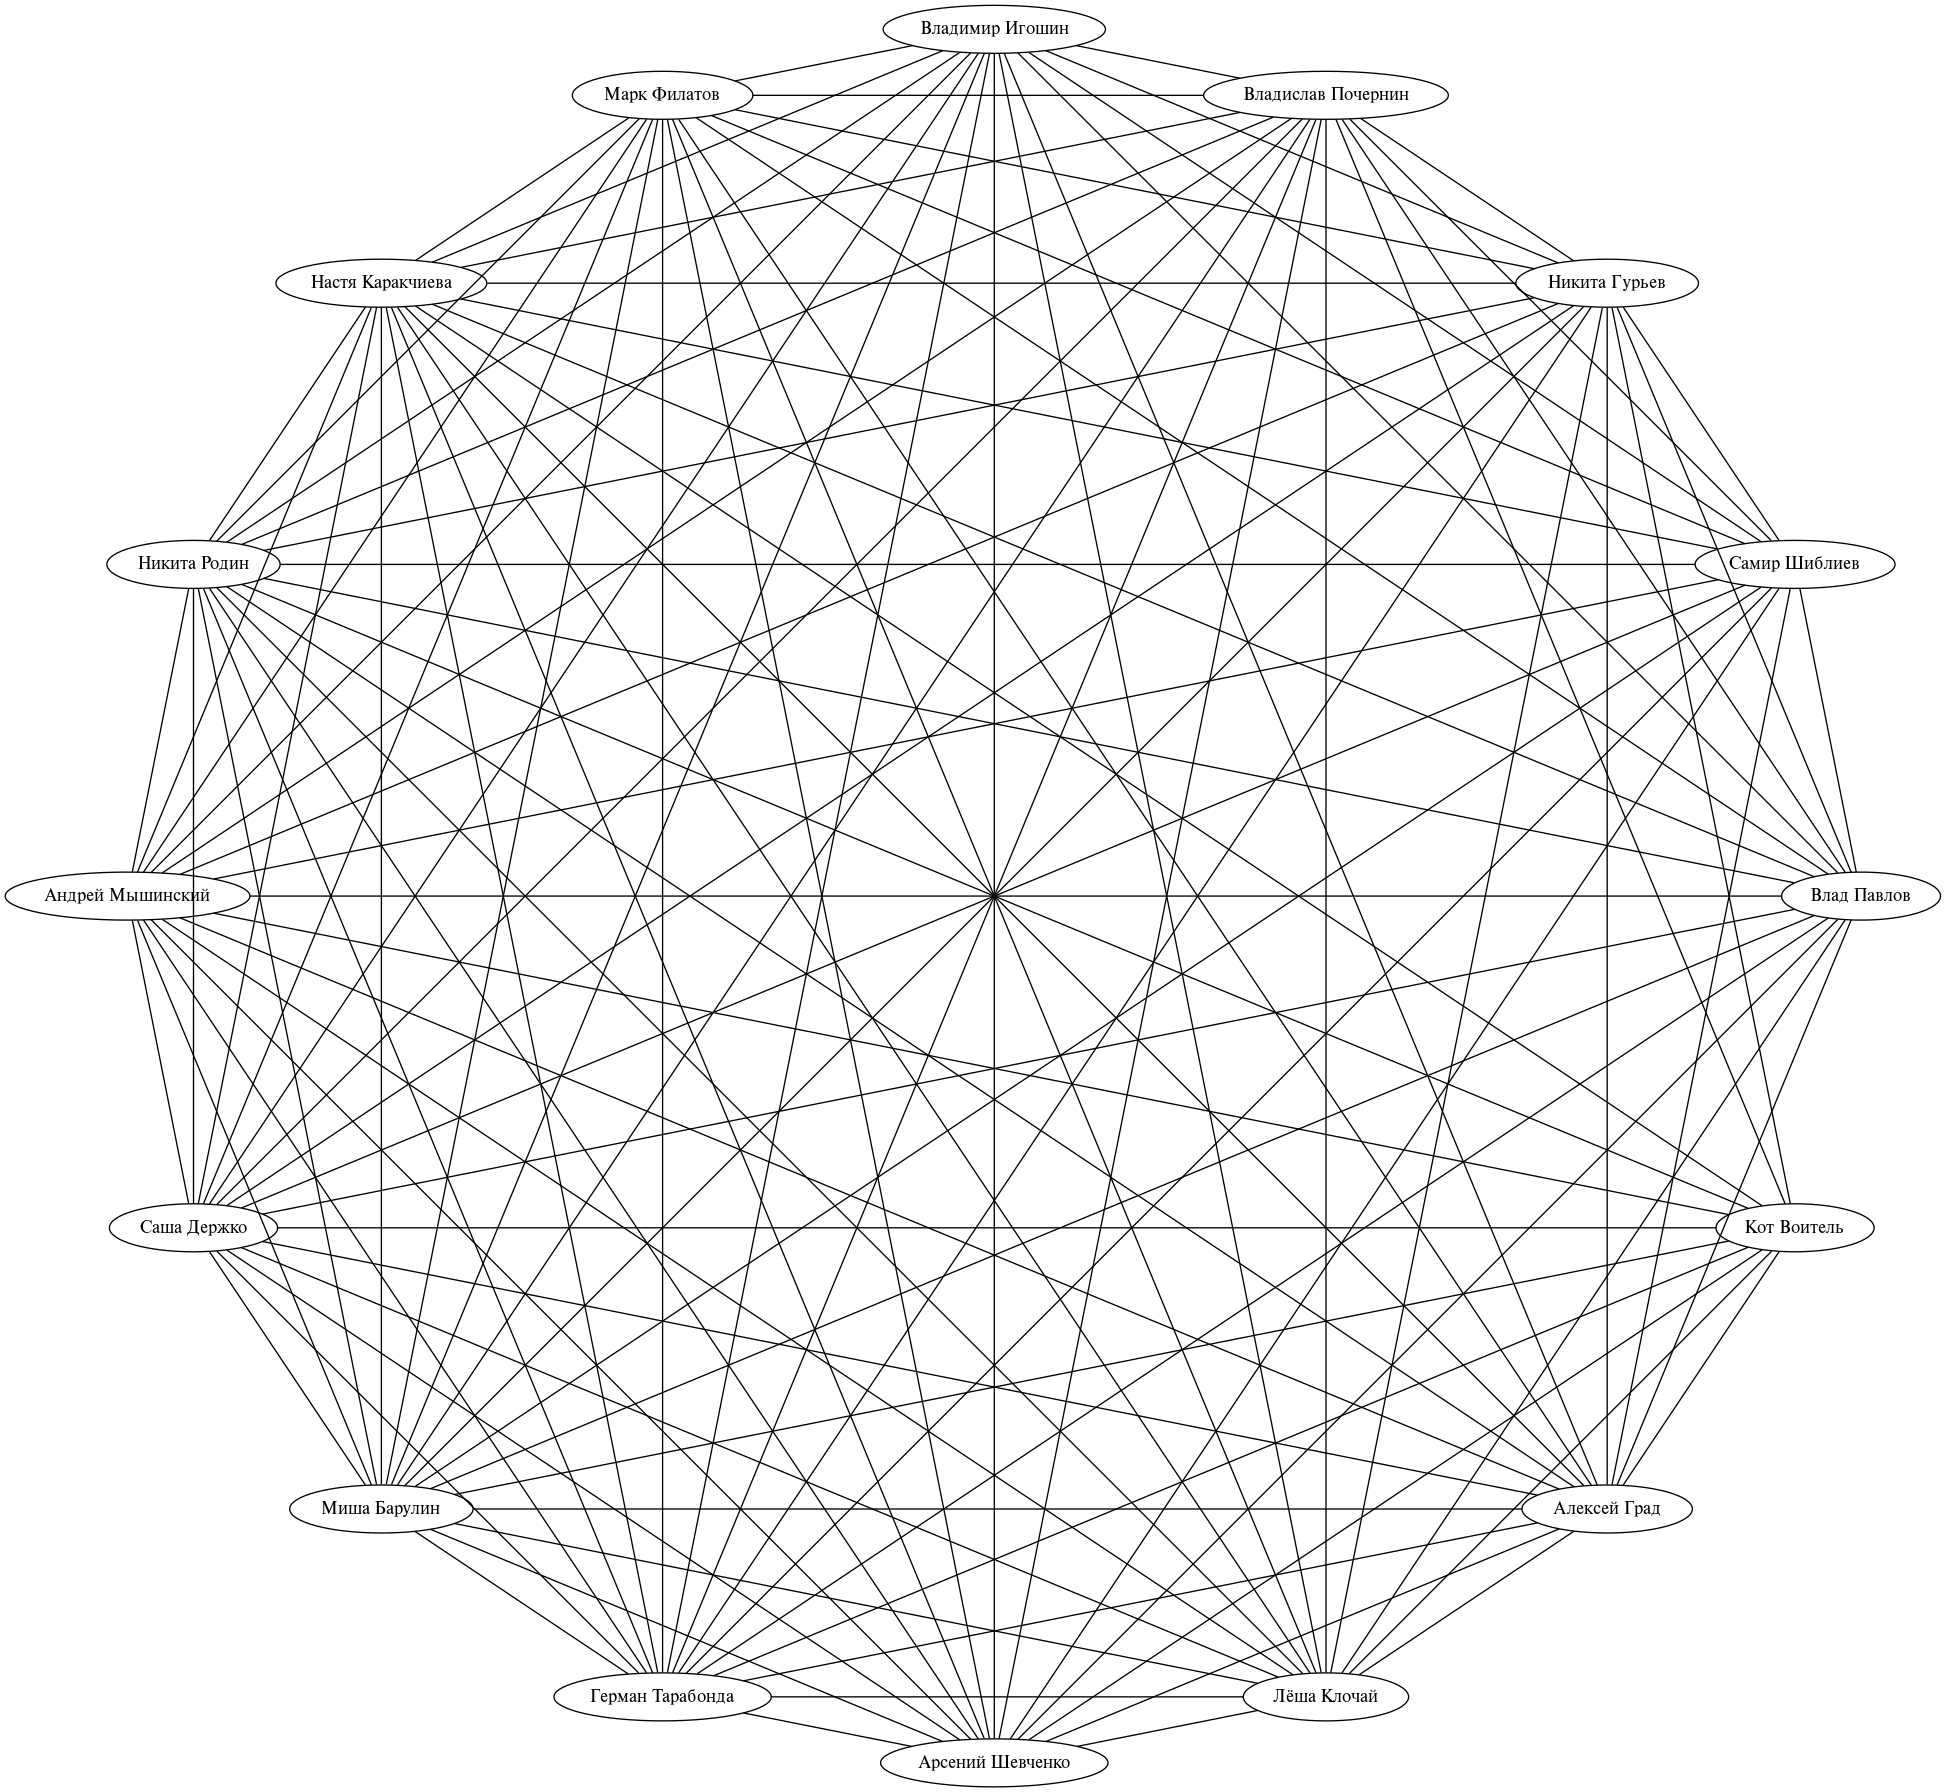 Владимир Игошин
Марк Филатов
Владислав Почернин
Настя Каракчиева
Никита Гурьев
Никита Родин
Самир Шиблиев
Андрей Мышинский
Влад Павлов
Саша Держко
Кот Воитель
Миша Барулин
Алексей Град
Герман Тарабонда
Лёша Клочай
Арсений Шевченко